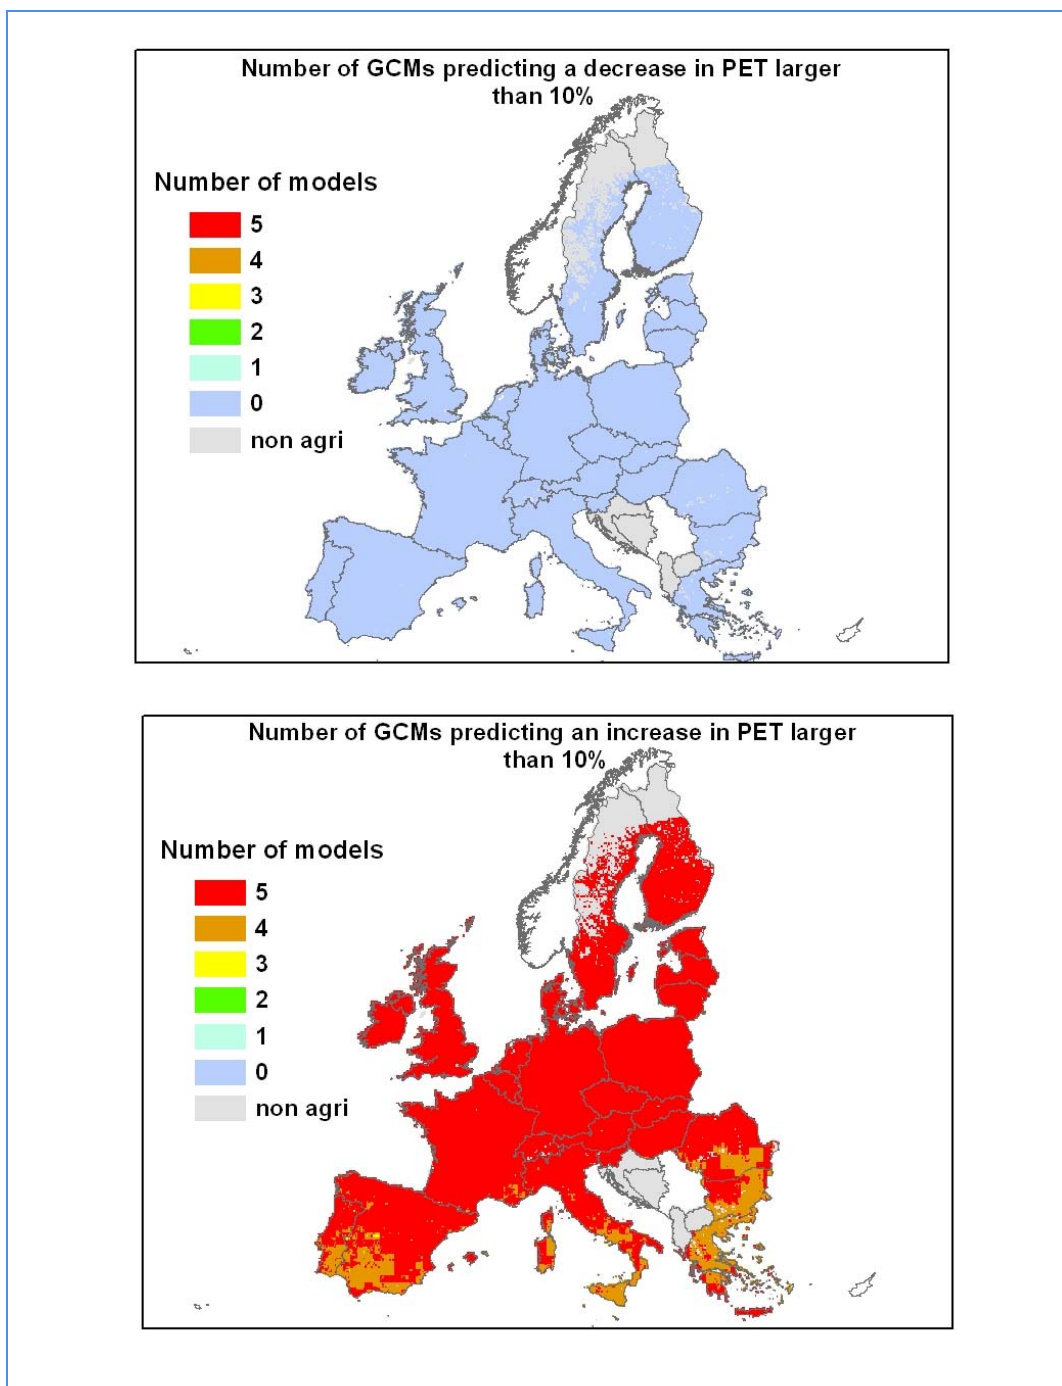 Number of GCMs predicting a decrease in PET larger
than 10%
Number of models
5
4
3
2
1
0
non agri
Number of GCMs predicting an increase in PET larger
than 10%
Number of models
5
4
3
2
1
0
non agri